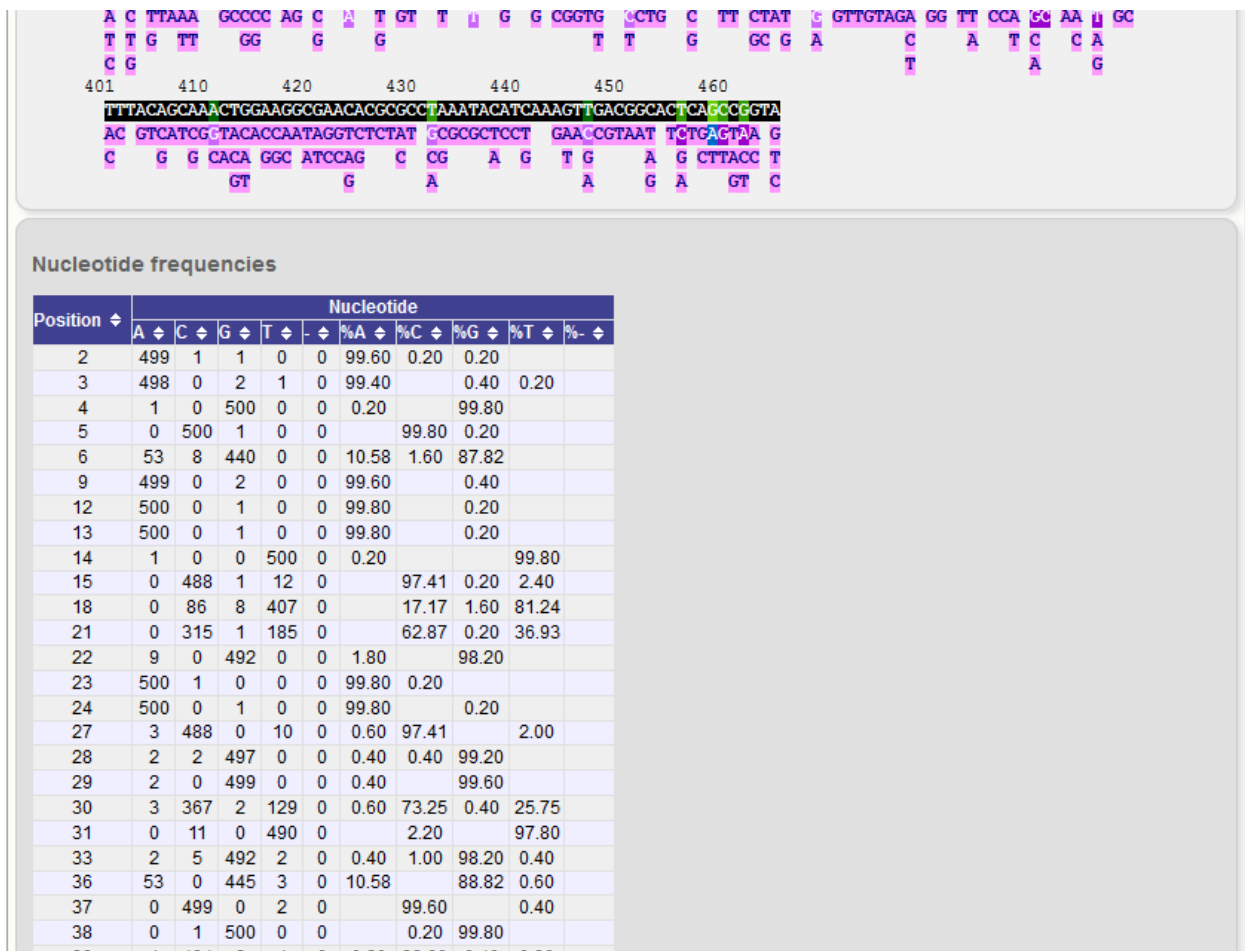 A C TTAAA GCCCC AG C A T GT T T G G CGGTG CCTG C TT CTAT G GTTGTAGA GG TT CCA GC AA T GC
T T G TT GG G G T T G GC G A C A T C C A
C G T A G
401 410 420 430 440 450 460
TTTACAGCAAACTGGAAGGCGAACACGCGCCTAAATACATCAAAGTTGACGGCACTCAGCCGGTA
AC GTCATCGGTACACCAATAGGTCTCTAT GCGCGCTCCT GAACCGTAAT TCTGAGTAA G
C G G CACA GGC ATCCAG C CG A G T G A G CTTACC T
GT G A A G A GT C
Nucleotide frequencies
Position Nucleotide
A C G T - %A %C %G %T %-
2 499 1 1 0 0 99.60 0.20 0.20
3 498 0 2 1 0 99.40 0.40 0.20
4 1 0 500 0 0 0.20 99.80
5 0 500 1 0 0 99.80 0.20
6 53 8 440 0 0 10.58 1.60 87.82
9 499 0 2 0 0 99.60 0.40
12 500 0 1 0 0 99.80 0.20
13 500 0 1 0 0 99.80 0.20
14 1 0 0 500 0 0.20 99.80
15 0 488 1 12 0 97.41 0.20 2.40
18 0 86 8 407 0 17.17 1.60 81.24
21 0 315 1 185 0 62.87 0.20 36.93
22 9 0 492 0 0 1.80 98.20
23 500 1 0 0 0 99.80 0.20
24 500 0 1 0 0 99.80 0.20
27 3 488 0 10 0 0.60 97.41 2.00
28 2 2 497 0 0 0.40 0.40 99.20
29 2 0 499 0 0 0.40 99.60
30 3 367 2 129 0 0.60 73.25 0.40 25.75
31 0 11 0 490 0 2.20 97.80
33 2 5 492 2 0 0.40 1.00 98.20 0.40
36 53 0 445 3 0 10.58 88.82 0.60
37 0 499 0 2 0 99.60 0.40
38 0 1 500 0 0 0.20 99.80